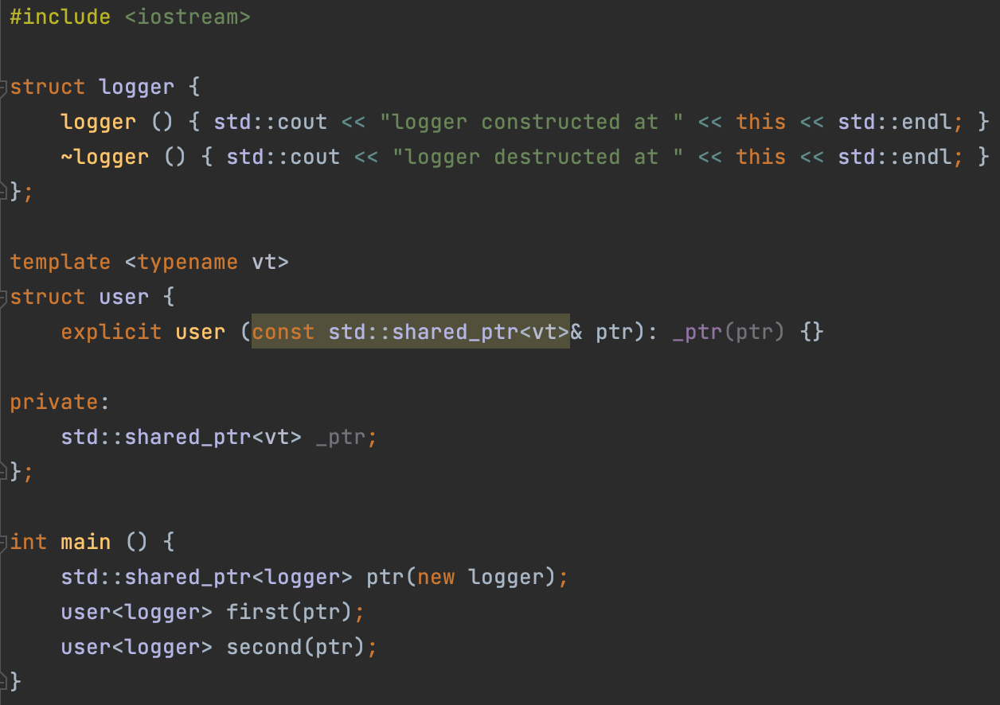 #include <iostream>

struct logger {
    logger () { std::cout << "logger constructed at " << this << std::endl; }
    ~logger () { std::cout << "logger destructed at " << this << std::endl; }
};

template <typename vt>
struct user {
    explicit user (const std::shared_ptr<vt>& ptr): _ptr(ptr) {}

private:
    std::shared_ptr<vt> _ptr;
};

int main () {
    std::shared_ptr<logger> ptr(new logger);
    user<logger> first(ptr);
    user<logger> second(ptr);
}